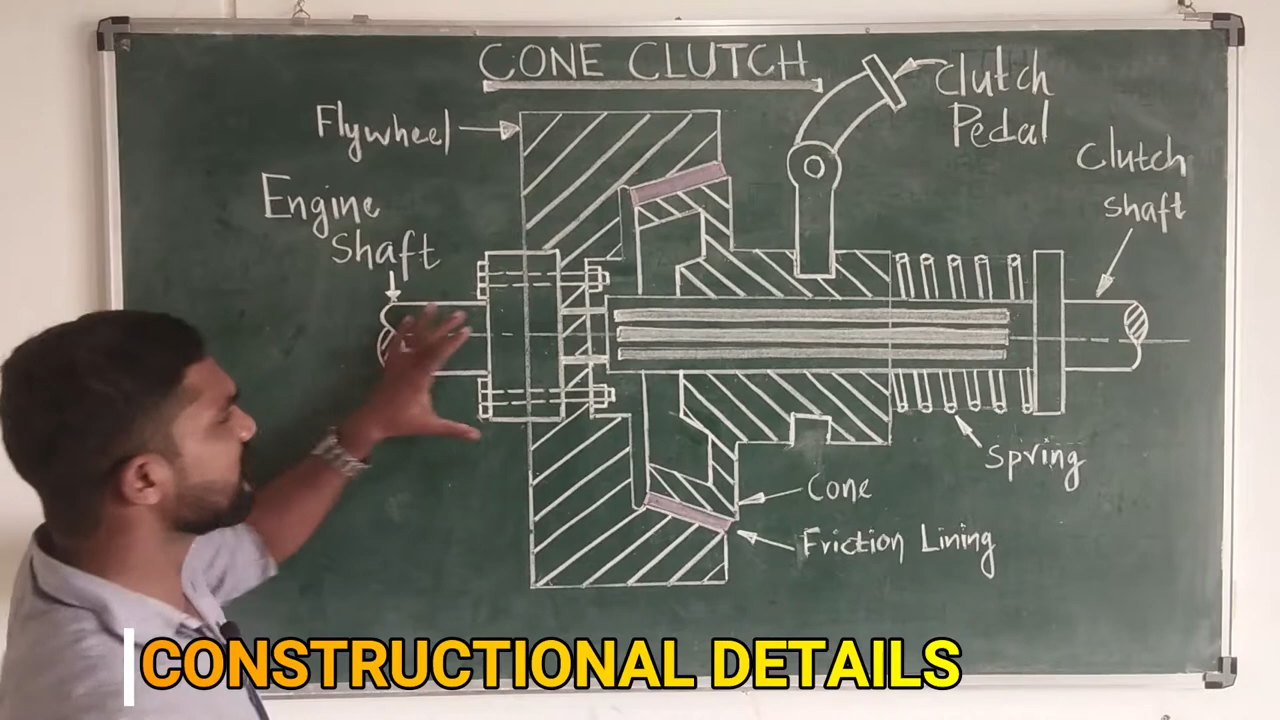 CONE CLUTCH
Clutch
Pedal
Flywheel
Clutch
Shaft
Engine
Shaft
Spring
Cone
Friction Lining
CONSTRUCTIONAL DETAILS